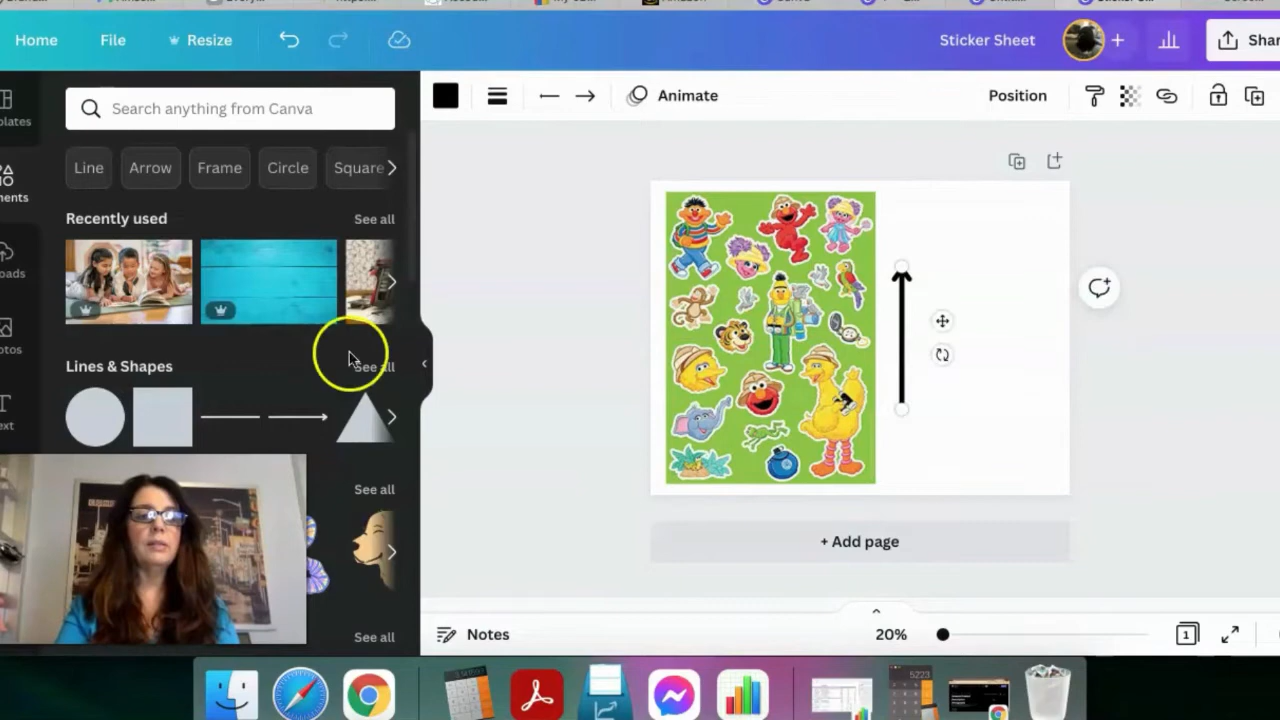 Home File Resize Sticker Sheet
Search anything from Canva
Animate Position
Line Arrow Frame Circle Square
Recently used See all
Lines & Shapes See all
See all
+ Add page
See all
Notes 20% 1
5223